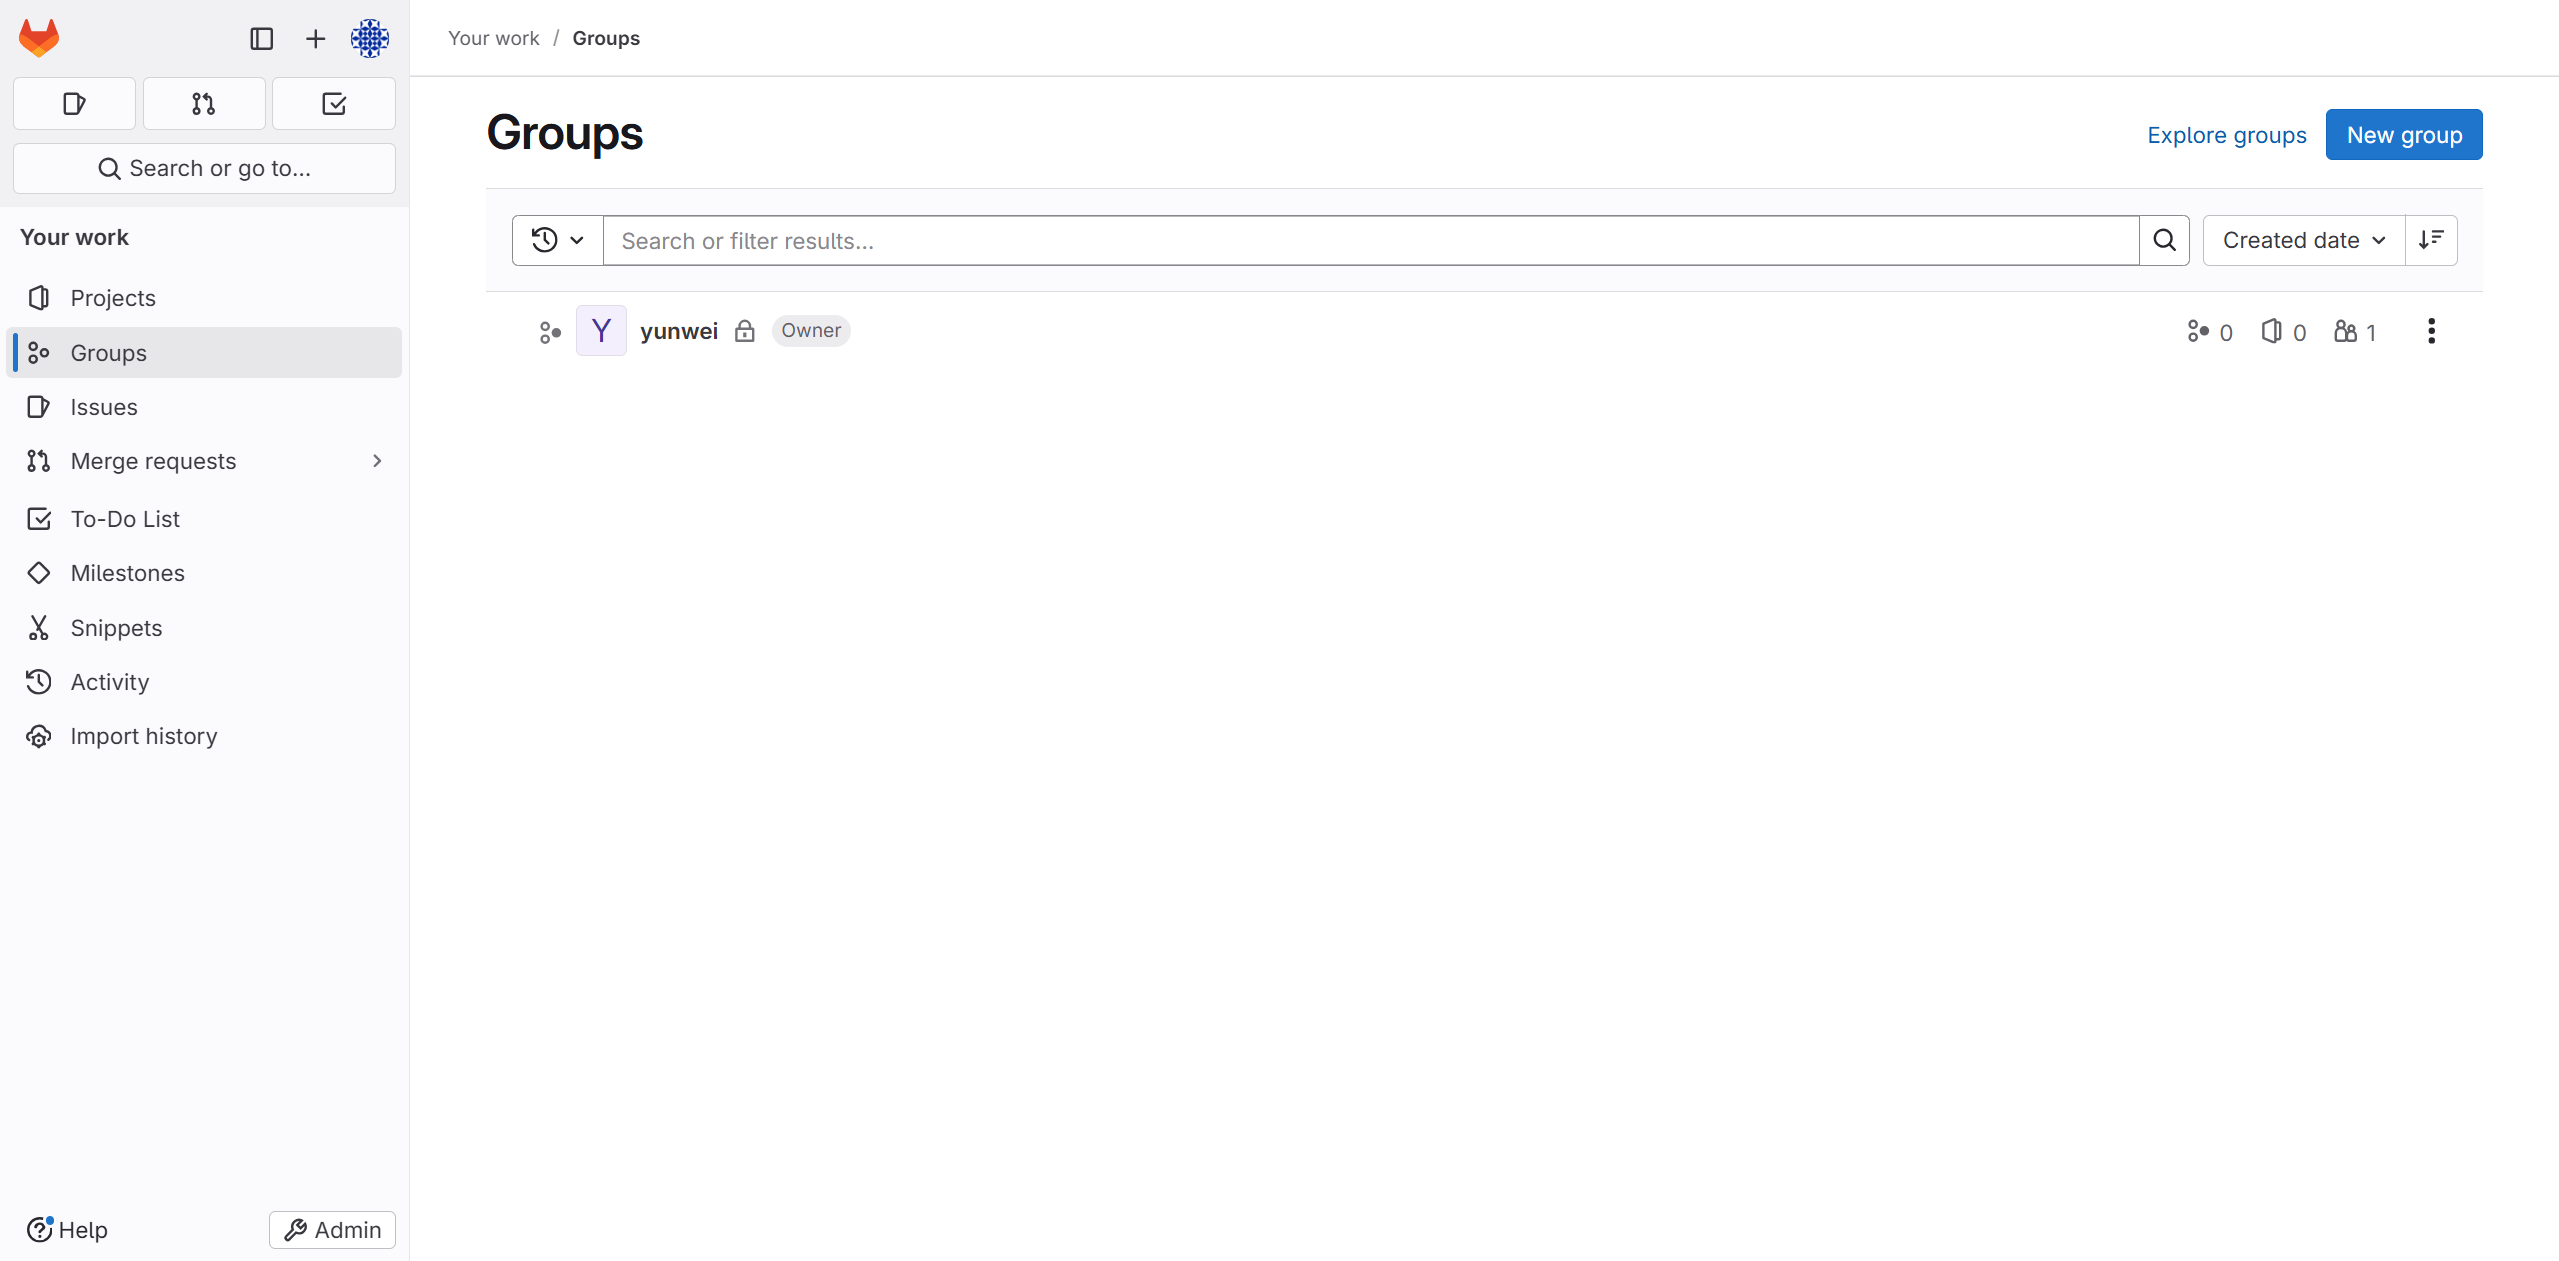 Your work / Groups
Search or go to...
Your work
Projects
Groups
Issues
Merge requests
To-Do List
Milestones
Snippets
Activity
Import history
Help
Admin
Groups
Explore groups
New group
Search or filter results...
Created date
Y yunwei Owner 0 0 1